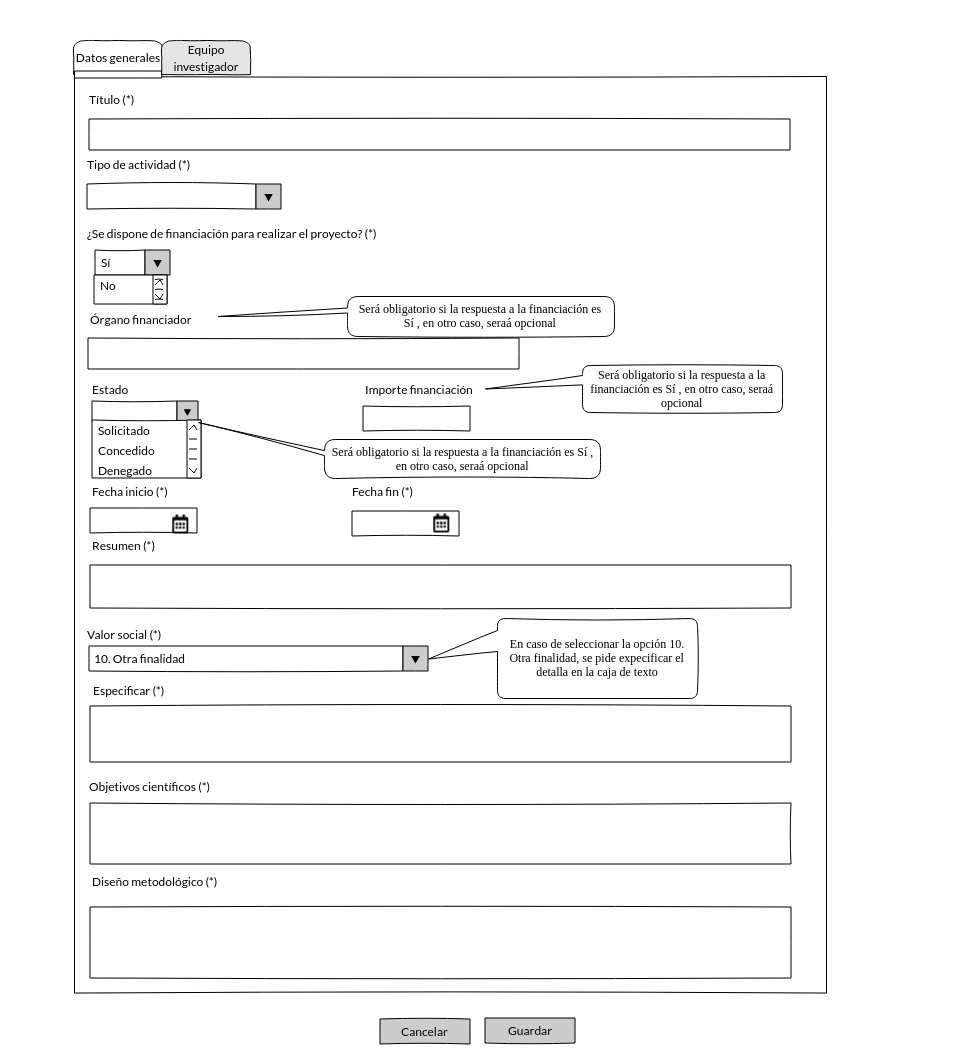 Datos generales
Equipo
investigador
Título (*)
Tipo de actividad (*)
¿Se dispone de financiación para realizar el proyecto? (*)
Sí
No
Será obligatorio si la respuesta a la financiación es
Sí , en otro caso, seraá opcional
Órgano financiador
Será obligatorio si la respuesta a la
financiación es Sí , en otro caso, seraá
opcional
Estado
Importe financiación
Solicitado
Concedido
Denegado
Será obligatorio si la respuesta a la financiación es Sí ,
en otro caso, seraá opcional
Fecha inicio (*)
Fecha fin (*)
Resumen (*)
Valor social (*)
10. Otra finalidad
En caso de seleccionar la opción 10.
Otra finalidad, se pide expecificar el
detalla en la caja de texto
Especificar (*)
Objetivos científicos (*)
Diseño metodológico (*)
Cancelar
Guardar